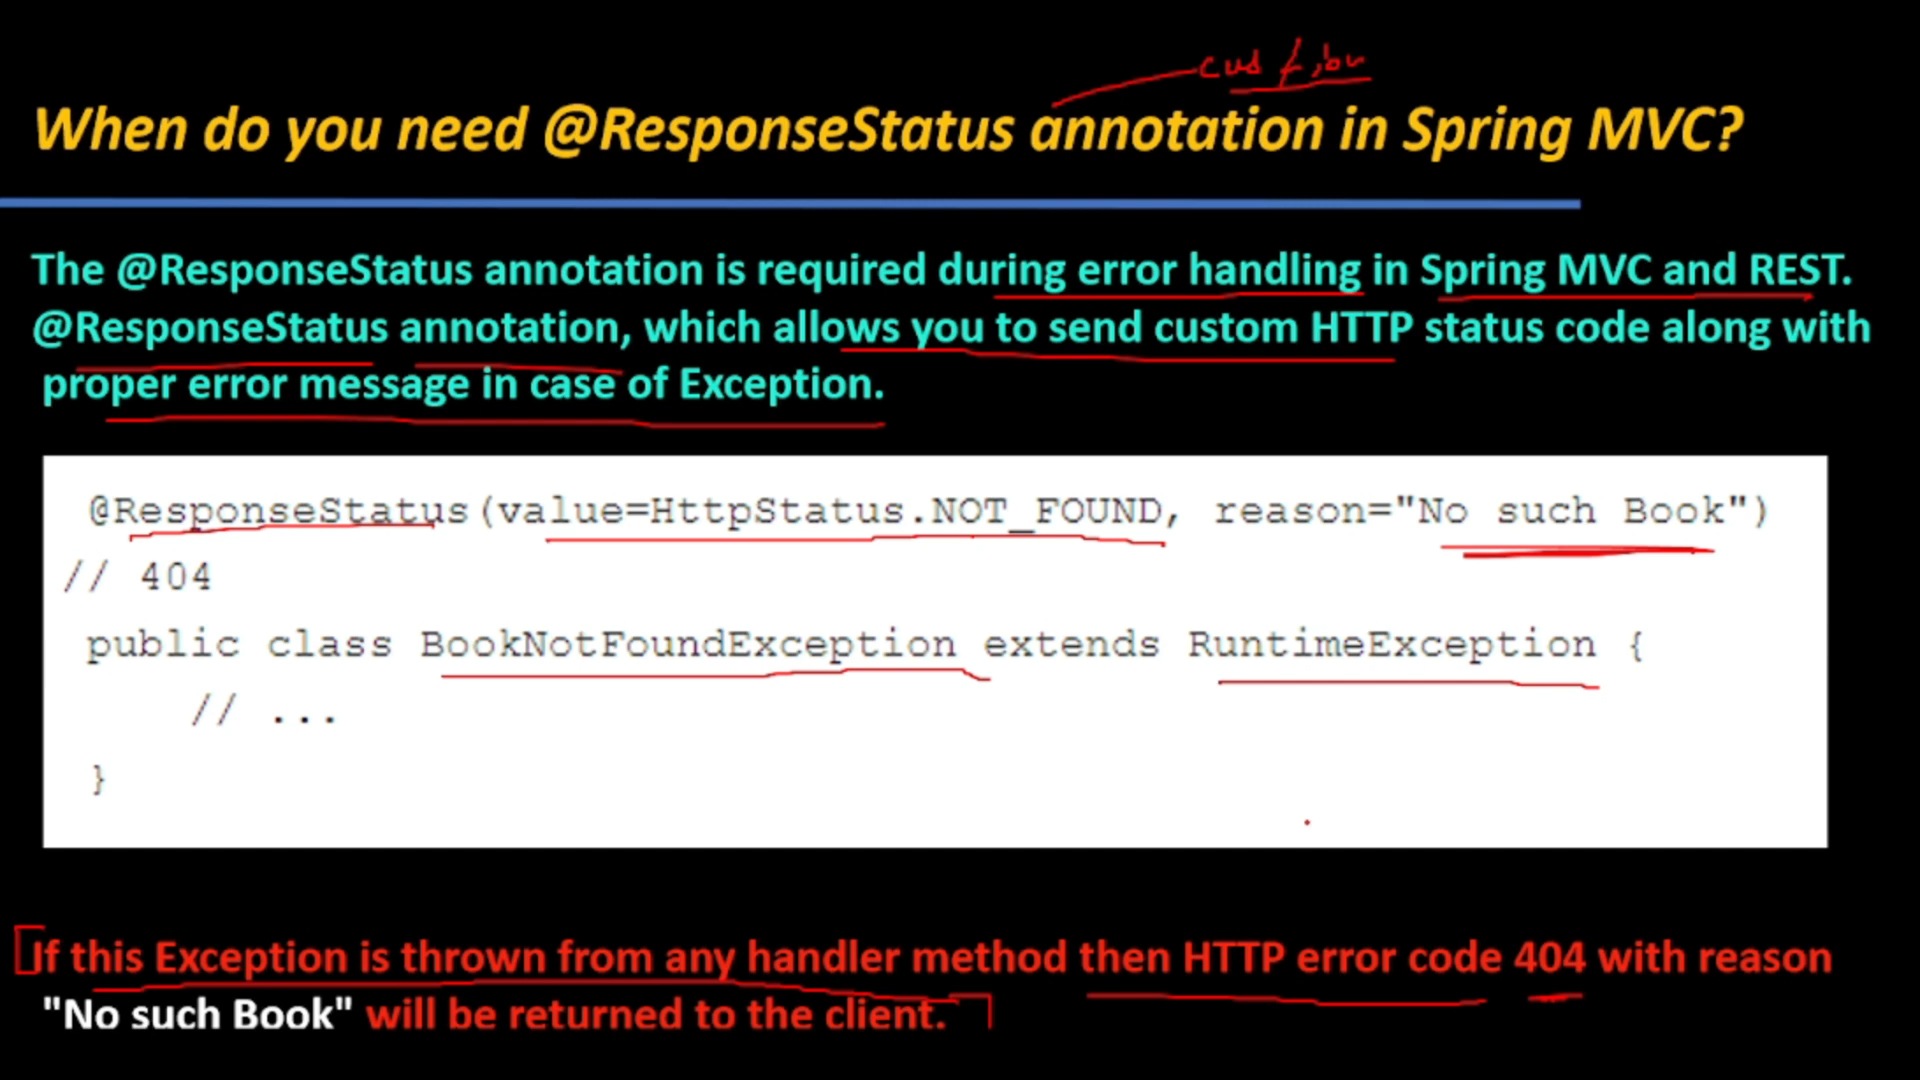 When do you need @ResponseStatus annotation in Spring MVC?
The @ResponseStatus annotation is required during error handling in Spring MVC and REST.
@ResponseStatus annotation, which allows you to send custom HTTP status code along with
proper error message in case of Exception.
@ResponseStatus(value=HttpStatus.NOT_FOUND, reason="No such Book")
// 404
public class BookNotFoundException extends RuntimeException {
// ...
}
If this Exception is thrown from any handler method then HTTP error code 404 with reason
"No such Book" will be returned to the client.